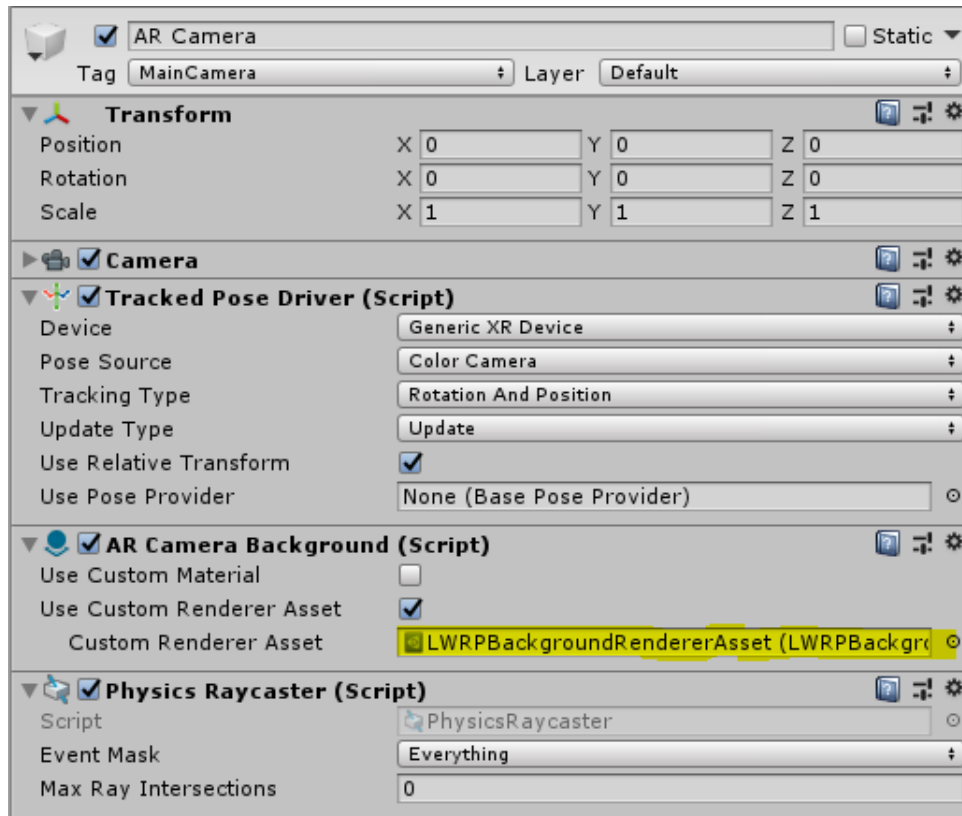 AR Camera Static
Tag MainCamera Layer Default
Transform
Position X 0 Y 0 Z 0
Rotation X 0 Y 0 Z 0
Scale X 1 Y 1 Z 1
Camera
Tracked Pose Driver (Script)
Device Generic XR Device
Pose Source Color Camera
Tracking Type Rotation And Position
Update Type Update
Use Relative Transform
Use Pose Provider None (Base Pose Provider)
AR Camera Background (Script)
Use Custom Material
Use Custom Renderer Asset
Custom Renderer Asset LWRPBackgroundRendererAsset (LWRPBackgr
Physics Raycaster (Script)
Script PhysicsRaycaster
Event Mask Everything
Max Ray Intersections 0